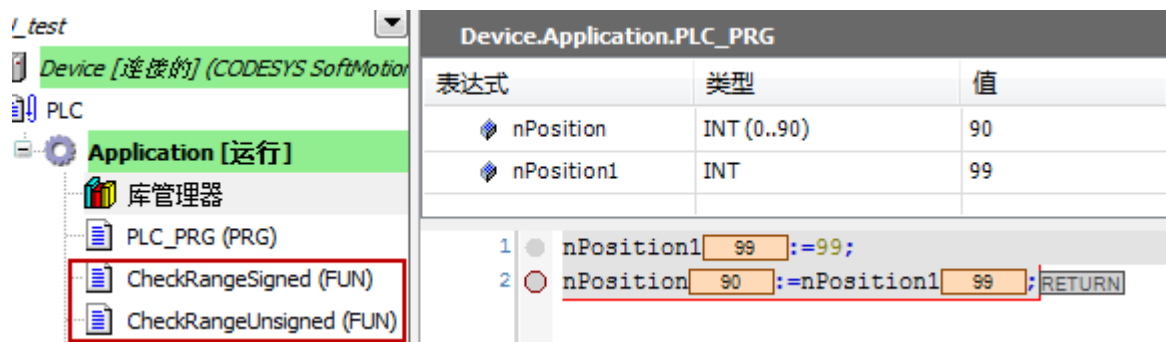 _test
Device [连接的] (CODESYS SoftMotion
PLC
Application [运行]
库管理器
PLC_PRG (PRG)
CheckRangeSigned (FUN)
CheckRangeUnsigned (FUN)
Device.Application.PLC_PRG
表达式 类型 值
nPosition INT (0..90) 90
nPosition1 INT 99
1 nPosition1 99 :=99;
2 nPosition 90 :=nPosition1 99 ;RETURN